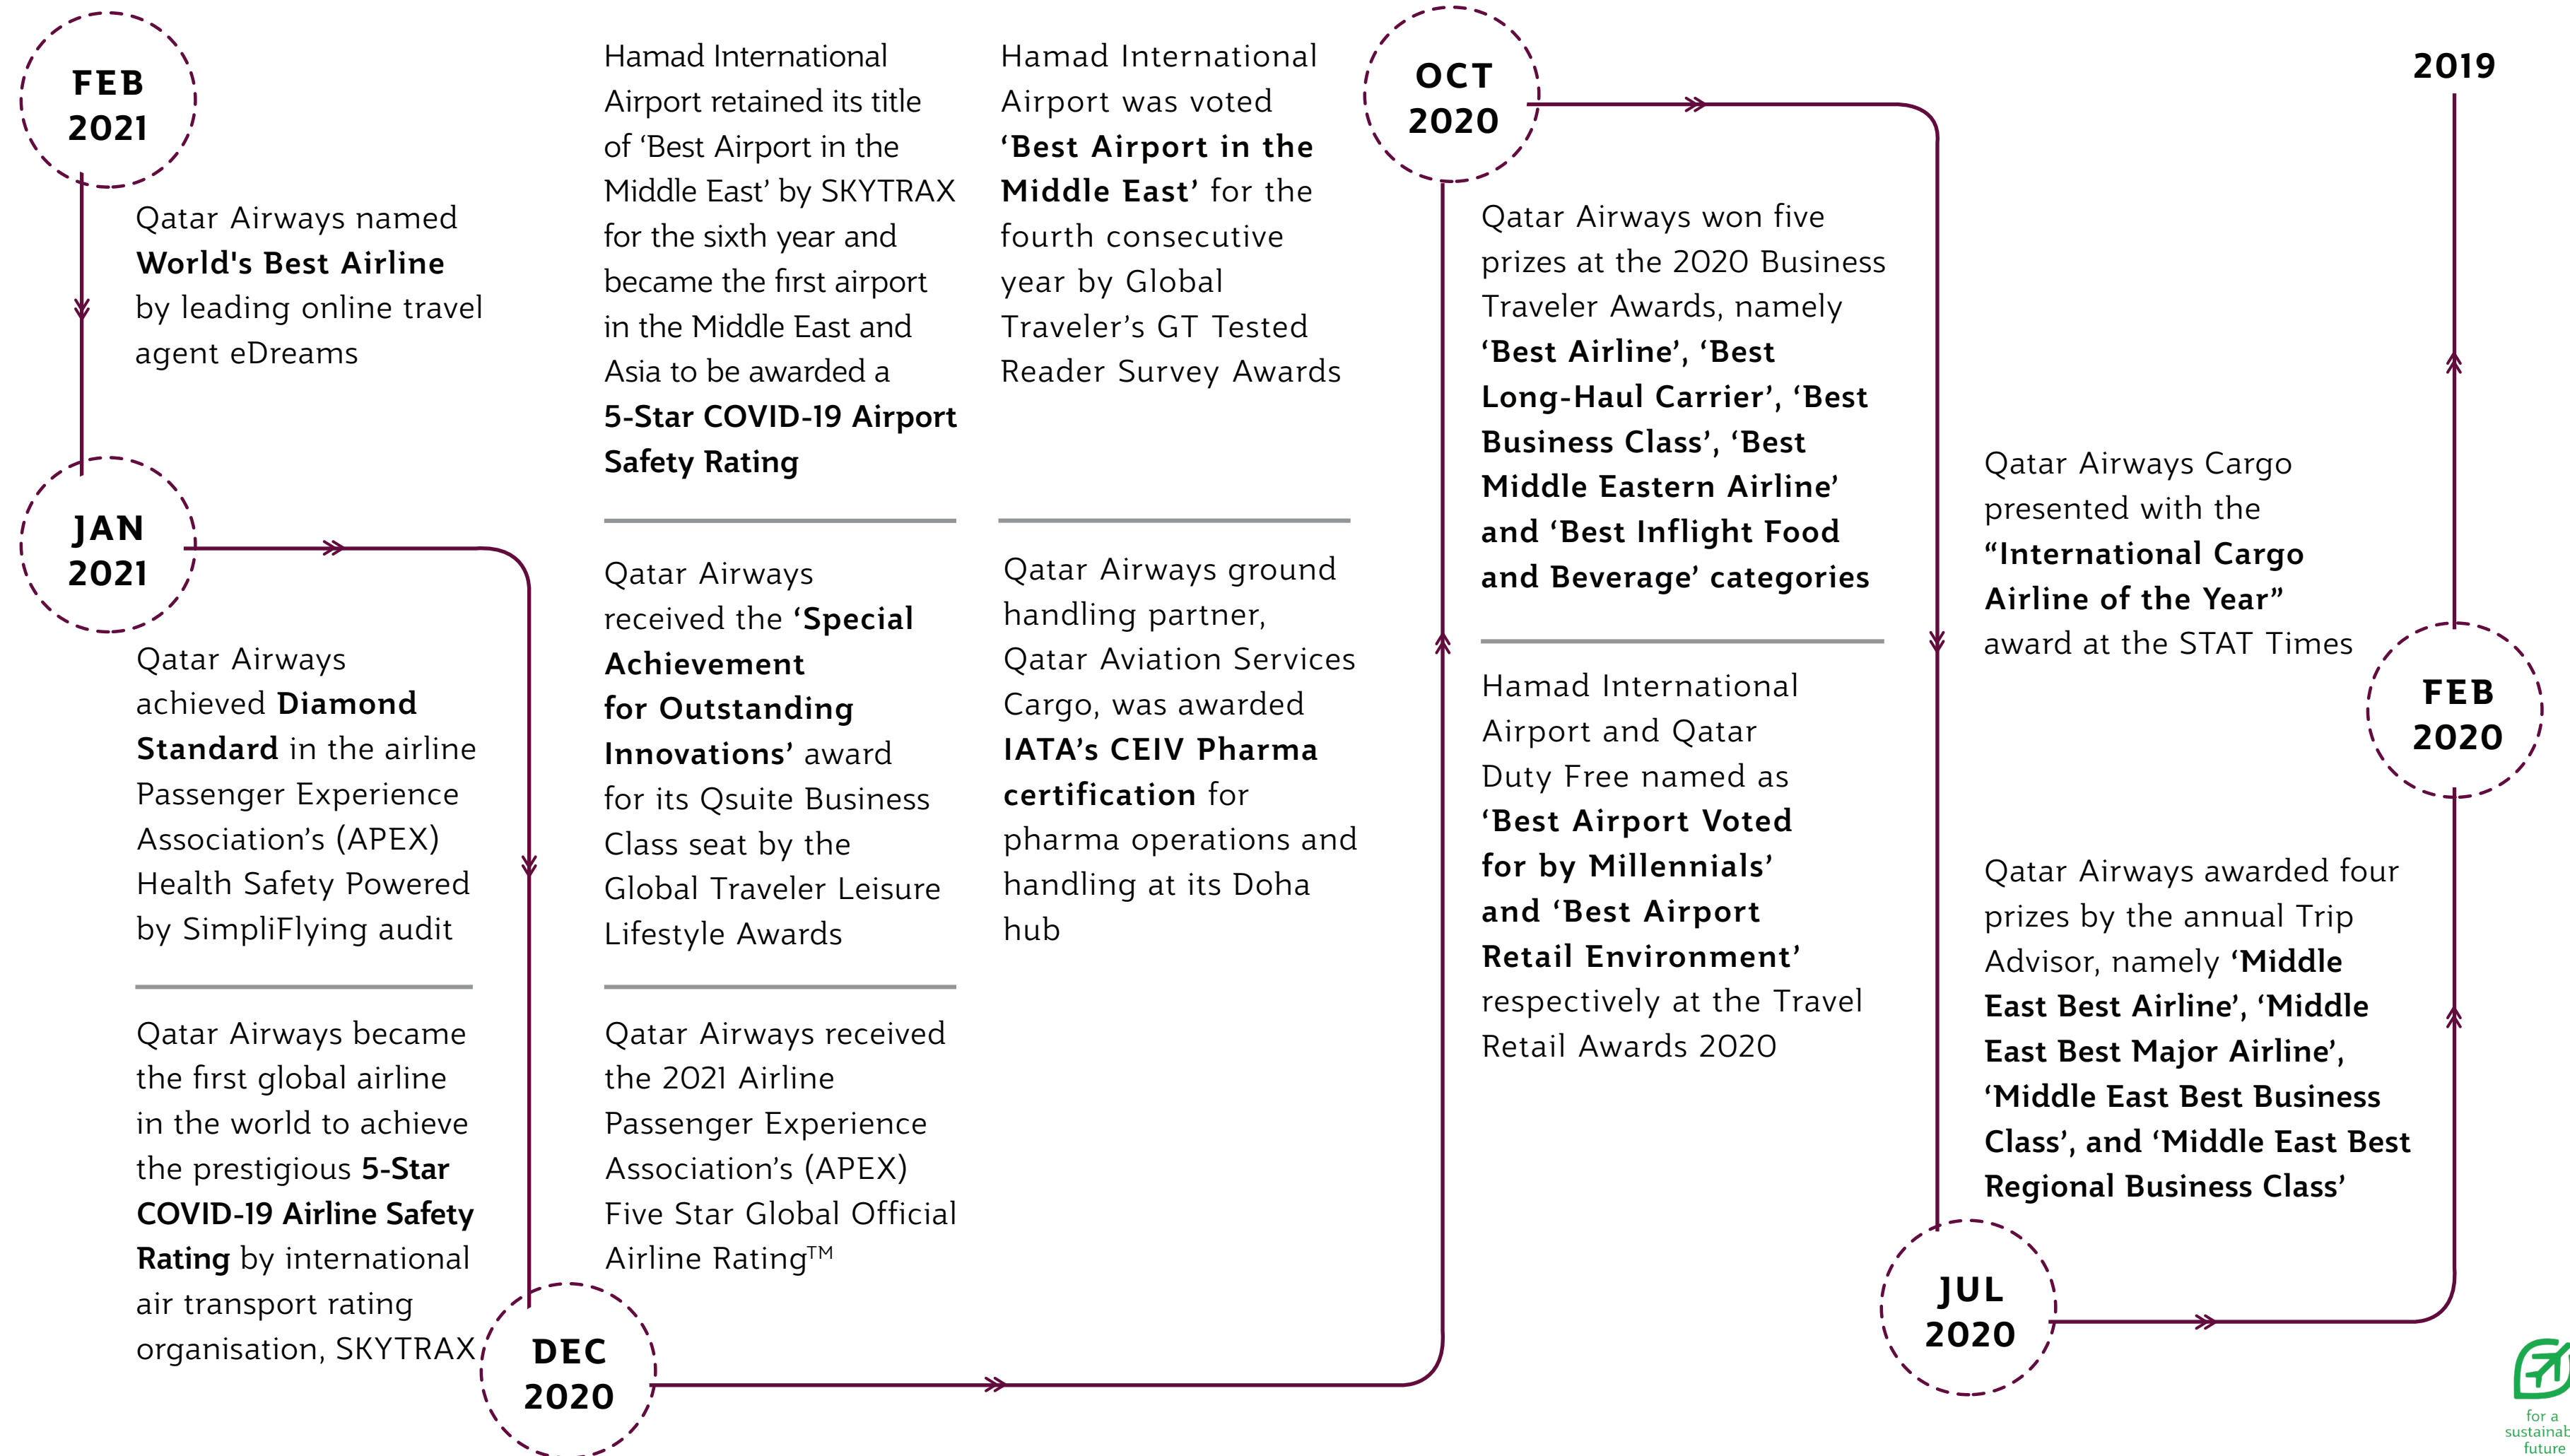 FEB
2021
Qatar Airways named
World's Best Airline
by leading online travel
agent eDreams
JAN
2021
Qatar Airways
achieved Diamond
Standard in the airline
Passenger Experience
Association’s (APEX)
Health Safety Powered
by SimpliFlying audit
Qatar Airways became
the first global airline
in the world to achieve
the prestigious 5-Star
COVID-19 Airline Safety
Rating by international
air transport rating
organisation, SKYTRAX
DEC
2020
Hamad International
Airport retained its title
of ‘Best Airport in the
Middle East’ by SKYTRAX
for the sixth year and
became the first airport
in the Middle East and
Asia to be awarded a
5-Star COVID-19 Airport
Safety Rating
Qatar Airways
received the ‘Special
Achievement
for Outstanding
Innovations’ award
for its Qsuite Business
Class seat by the
Global Traveler Leisure
Lifestyle Awards
Qatar Airways received
the 2021 Airline
Passenger Experience
Association’s (APEX)
Five Star Global Official
Airline Rating™
Hamad International
Airport was voted
‘Best Airport in the
Middle East’ for the
fourth consecutive
year by Global
Traveler’s GT Tested
Reader Survey Awards
Qatar Airways ground
handling partner,
Qatar Aviation Services
Cargo, was awarded
IATA’s CEIV Pharma
certification for
pharma operations and
handling at its Doha
hub
OCT
2020
Qatar Airways won five
prizes at the 2020 Business
Traveler Awards, namely
‘Best Airline’, ‘Best
Long-Haul Carrier’, ‘Best
Business Class’, ‘Best
Middle Eastern Airline’
and ‘Best Inflight Food
and Beverage’ categories
Hamad International
Airport and Qatar
Duty Free named as
‘Best Airport Voted
for by Millennials’
and ‘Best Airport
Retail Environment’
respectively at the Travel
Retail Awards 2020
JUL
2020
Qatar Airways awarded four
prizes by the annual Trip
Advisor, namely ‘Middle
East Best Airline’, ‘Middle
East Best Major Airline’,
‘Middle East Best Business
Class’, and ‘Middle East Best
Regional Business Class’
FEB
2020
Qatar Airways Cargo
presented with the
“International Cargo
Airline of the Year”
award at the STAT Times
2019
for a
sustainab
future